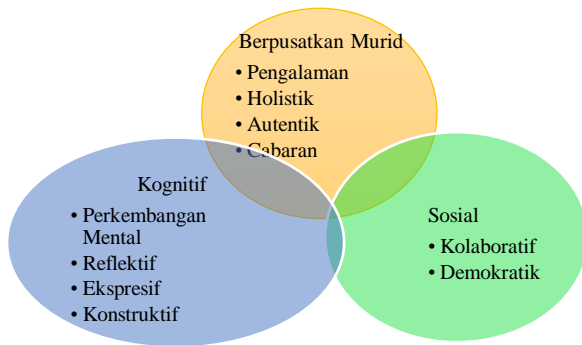 Berpusatkan Murid
• Pengalaman
• Holistik
• Autentik
• Cabaran
Kognitif
• Perkembangan
Mental
• Reflektif
• Ekspresif
• Konstruktif
Sosial
• Kolaboratif
• Demokratik